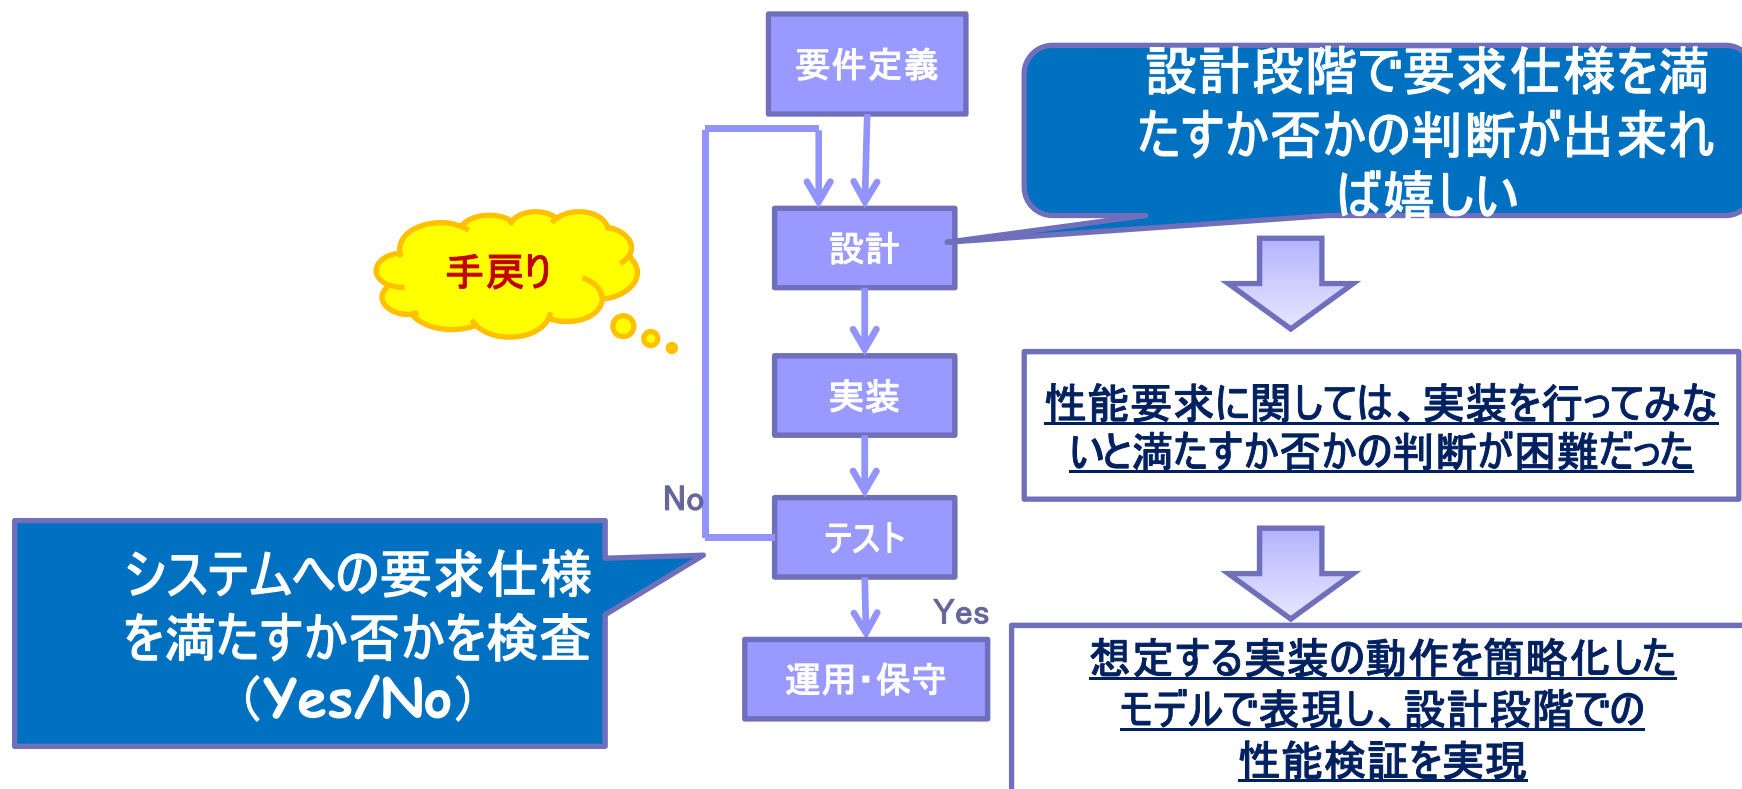 要件定義
設計段階で要求仕様を満
たすか否かの判断が出来れ
ば嬉しい
設計
手戻り
実装
性能要求に関しては、実装を行ってみな
いと満たすか否かの判断が困難だった
No
テスト
システムへの要求仕様
を満たすか否かを検査
（Yes/No）
Yes
運用・保守
想定する実装の動作を簡略化した
モデルで表現し、設計段階での
性能検証を実現